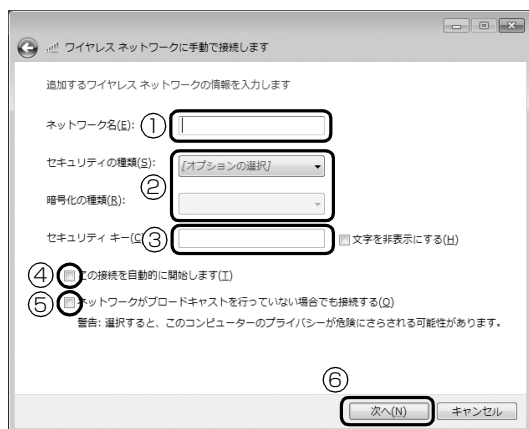 ワイヤレス ネットワークに手動で接続します
追加するワイヤレス ネットワークの情報を入力します
ネットワーク名(E): ①
セキュリティの種類(S): [オプションの選択]
②
暗号化の種類(R):
セキュリティ キー(C) ③ 文字を非表示にする(H)
④ この接続を自動的に開始します(T)
⑤ ネットワークがブロードキャストを行っていない場合でも接続する(O)
警告: 選択すると、このコンピューターのプライバシーが危険にさらされる可能性があります。
⑥
次へ(N) キャンセル